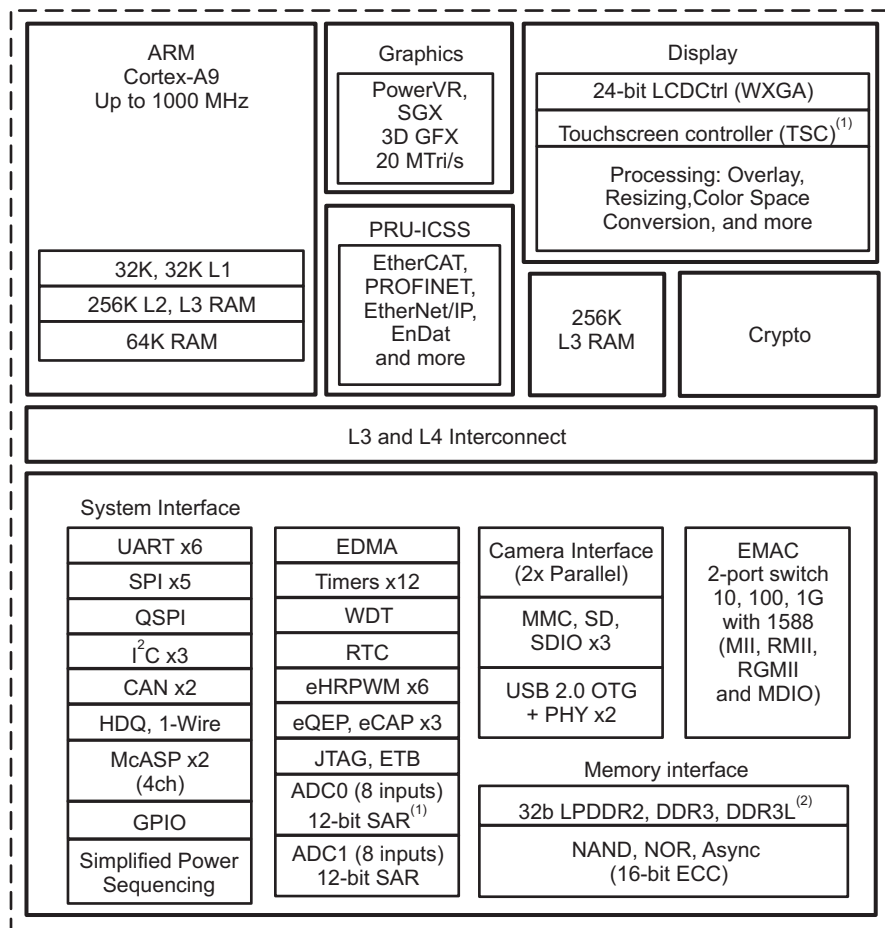 ARM
Cortex-A9
Up to 1000 MHz
32K, 32K L1
256K L2, L3 RAM
64K RAM
Graphics
PowerVR,
SGX
3D GFX
20 MTri/s
PRU-ICSS
EtherCAT,
PROFINET,
EtherNet/IP,
EnDat
and more
Display
24-bit LCDCtrl (WXGA)
Touchscreen controller (TSC)(1)
Processing: Overlay,
Resizing,Color Space
Conversion, and more
256K
L3 RAM
Crypto
L3 and L4 Interconnect
System Interface
UART x6
SPI x5
QSPI
I2C x3
CAN x2
HDQ, 1-Wire
McASP x2
(4ch)
GPIO
Simplified Power
Sequencing
EDMA
Timers x12
WDT
RTC
eHRPWM x6
eQEP, eCAP x3
JTAG, ETB
ADC0 (8 inputs)
12-bit SAR(1)
ADC1 (8 inputs)
12-bit SAR
Camera Interface
(2x Parallel)
MMC, SD,
SDIO x3
USB 2.0 OTG
+ PHY x2
EMAC
2-port switch
10, 100, 1G
with 1588
(MII, RMII,
RGMII
and MDIO)
Memory interface
32b LPDDR2, DDR3, DDR3L(2)
NAND, NOR, Async
(16-bit ECC)